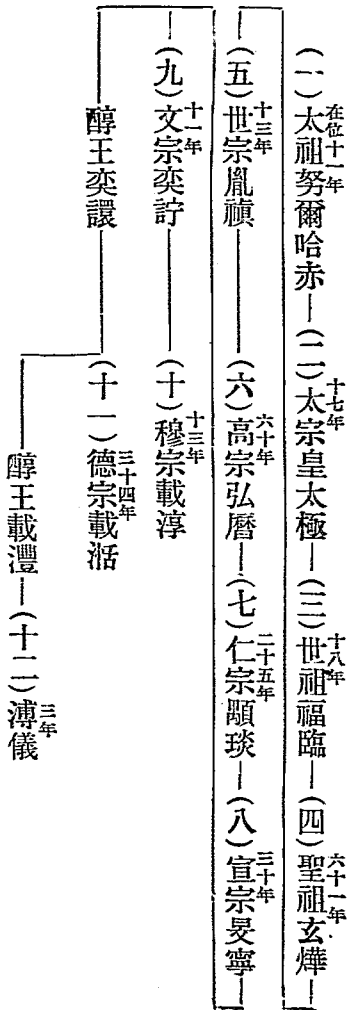 在位十一年 十七年 十八年 六十一年
(一)太祖努爾哈赤—(二)太宗皇太極—(三)世祖福臨—(四)聖祖玄燁
十三年 六十年 二十五年 三十年
(五)世宗胤禛—(六)高宗弘曆—(七)仁宗顒琰—(八)宣宗旻寧
十一年 十三年
(九)文宗奕詝—(十)穆宗載淳
三十四年
醇王奕譞—(十一)德宗載湉
三年
醇王載灃—(十二)溥儀